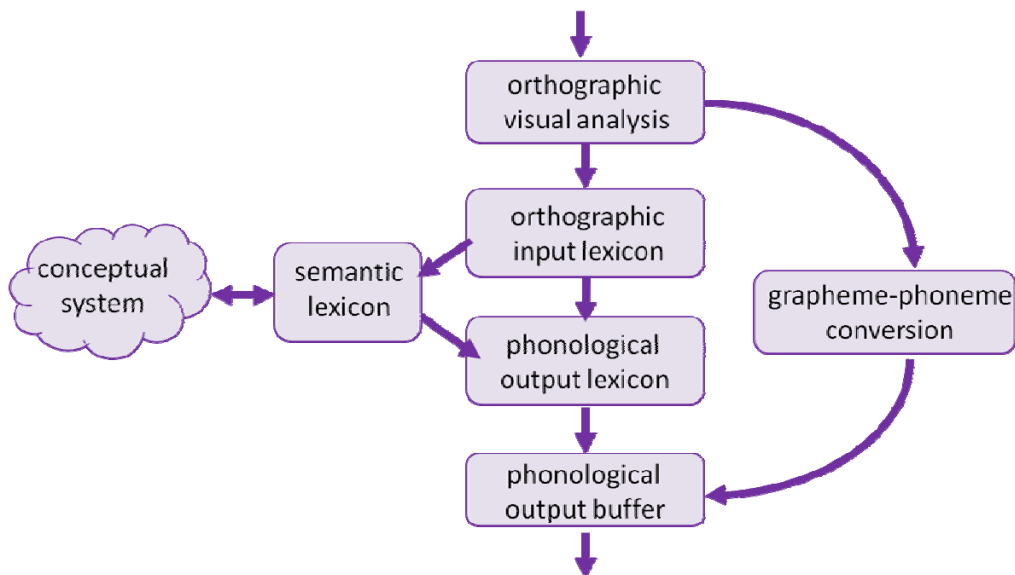 orthographic
visual analysis
orthographic
input lexicon
conceptual
system
semantic
lexicon
grapheme-phoneme
conversion
phonological
output lexicon
phonological
output buffer